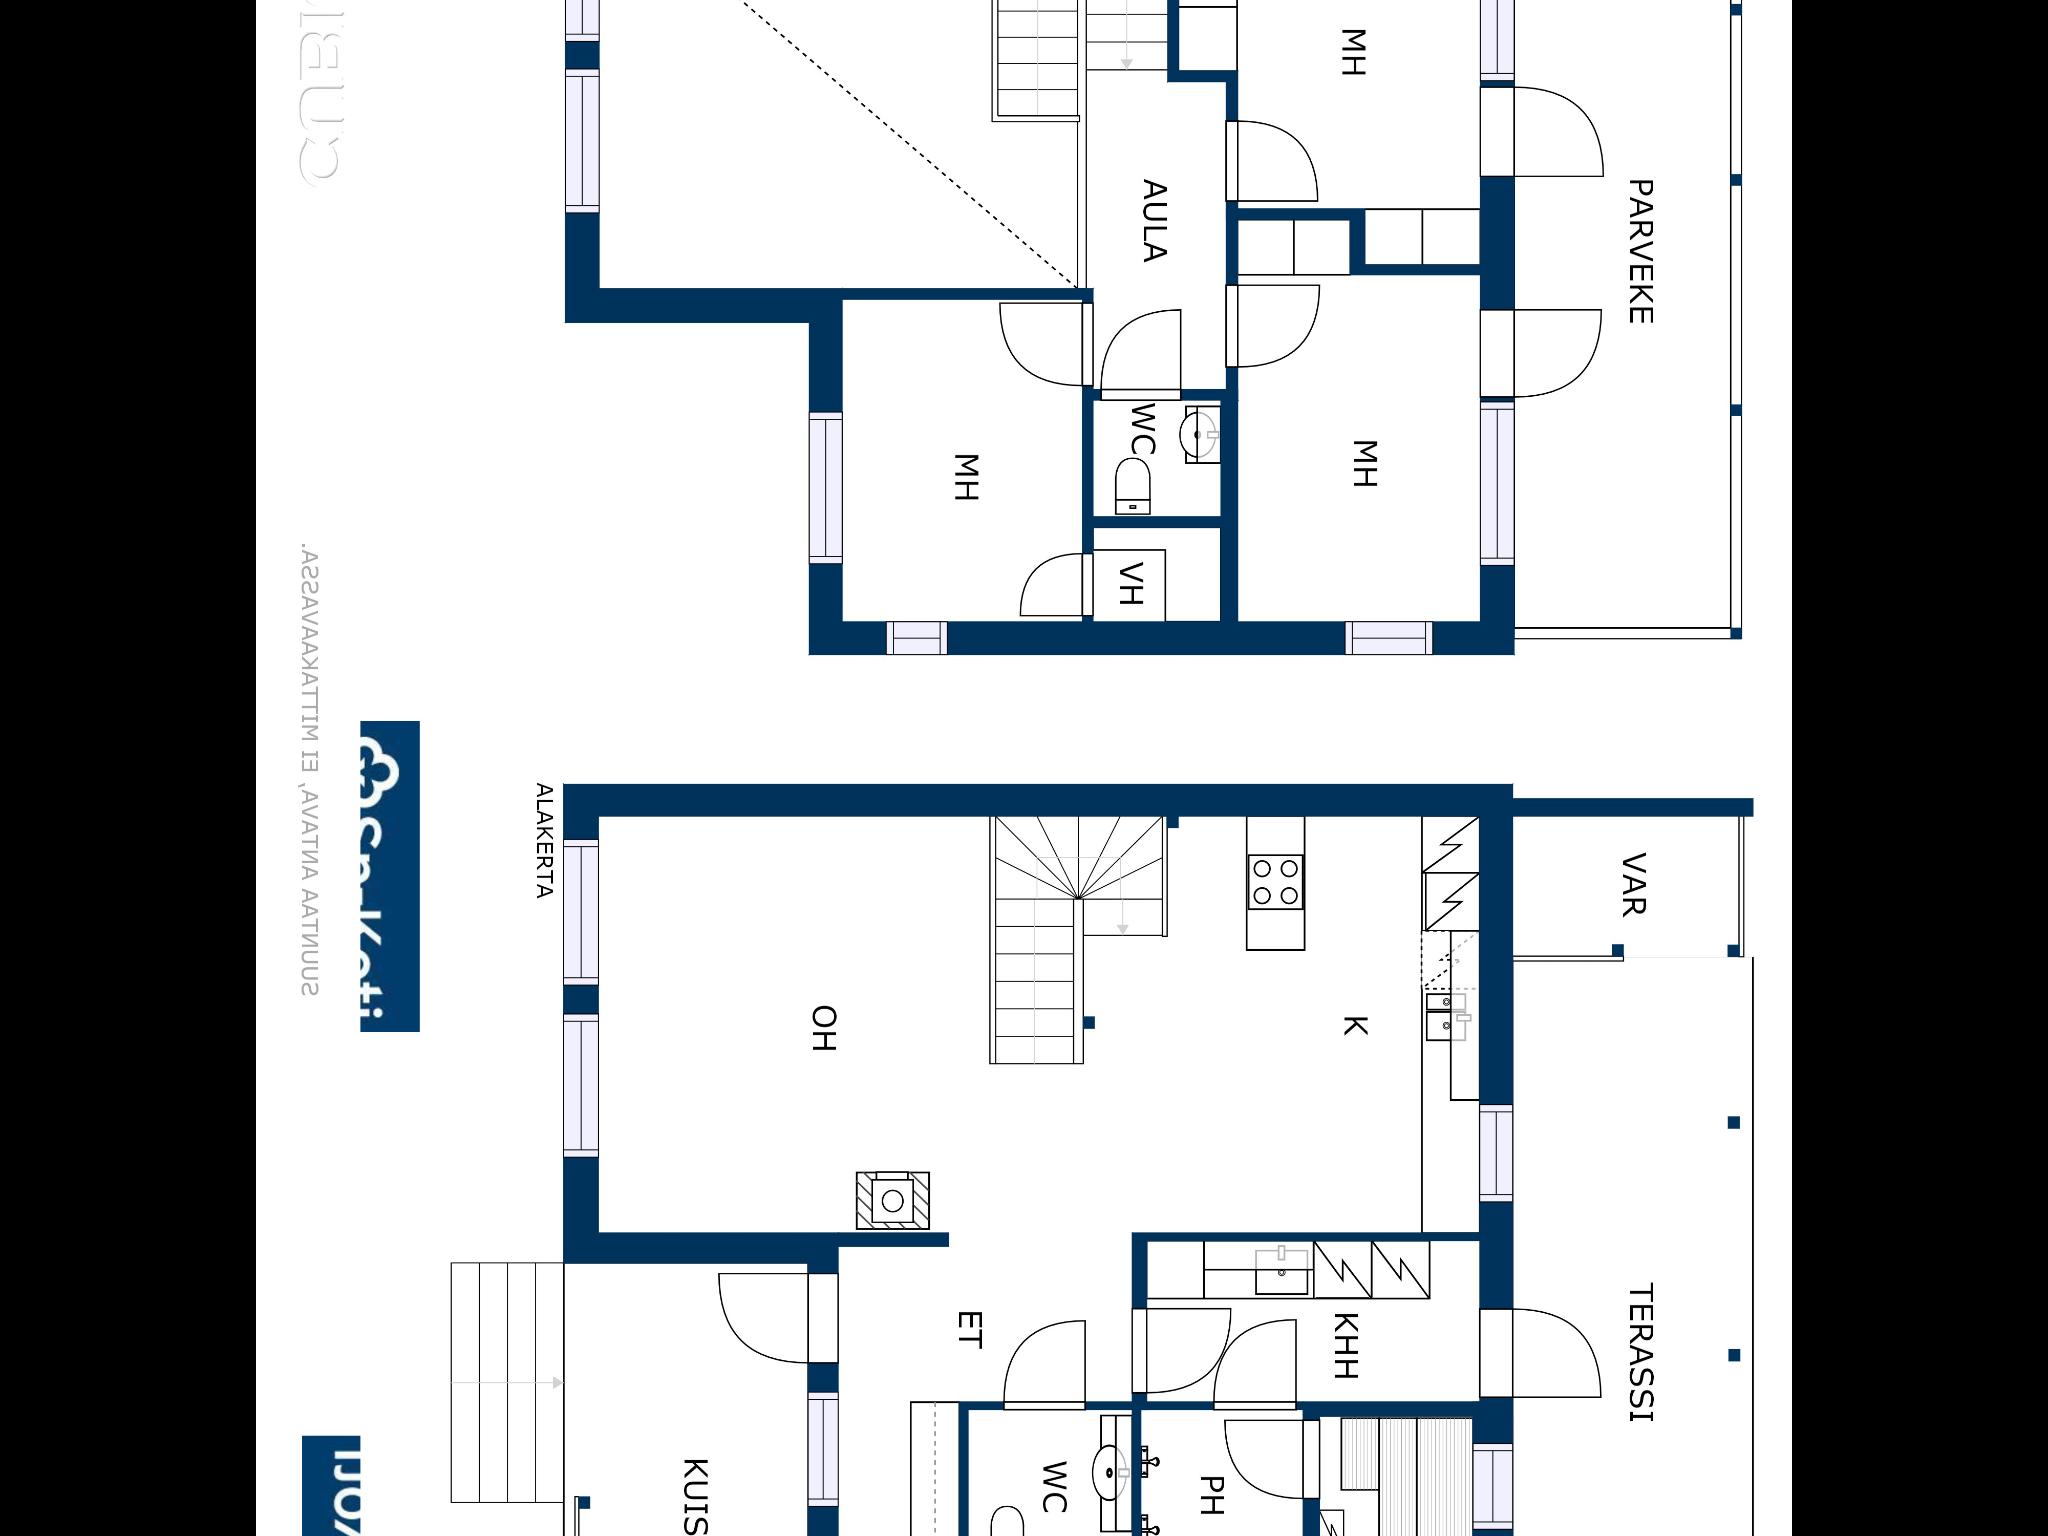 MH
PARVEKE
AULA
MH
WC
MH
VH
ALAKERTA
VAR
OH
K
TERASSI
ET
KHH
KUIS
WC
PH
SUUNTAA ANTAVA, EI MITTAKAAVASSA.